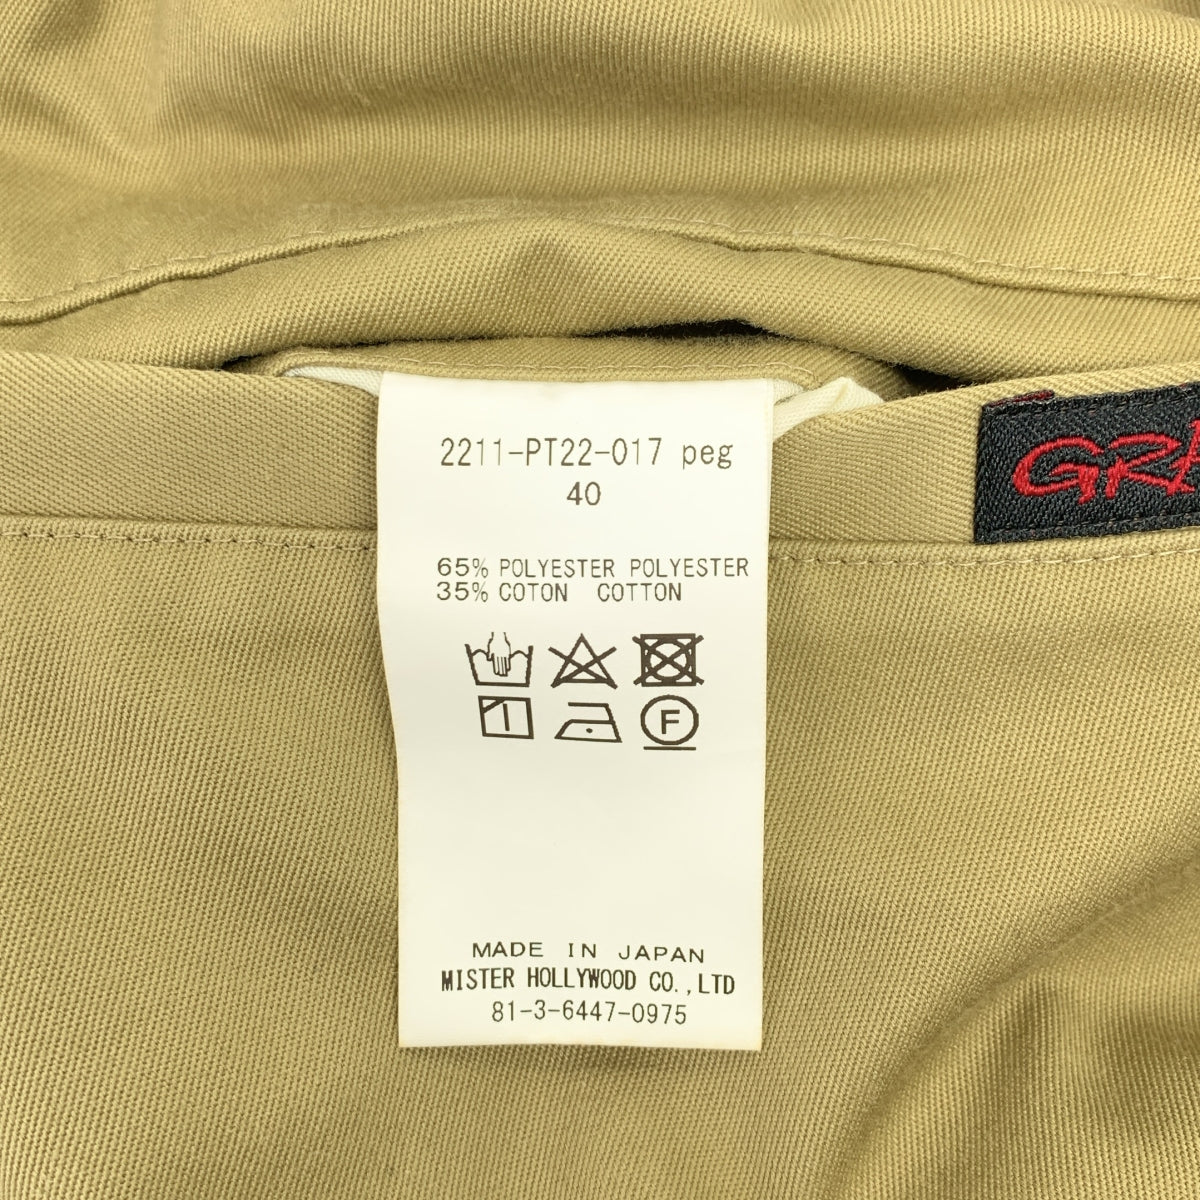 2211-PT22-017 peg
40
65% POLYESTER POLYESTER
35% COTON COTTON
F
MADE IN JAPAN
MISTER HOLLYWOOD CO.,LTD
81-3-6447-0975